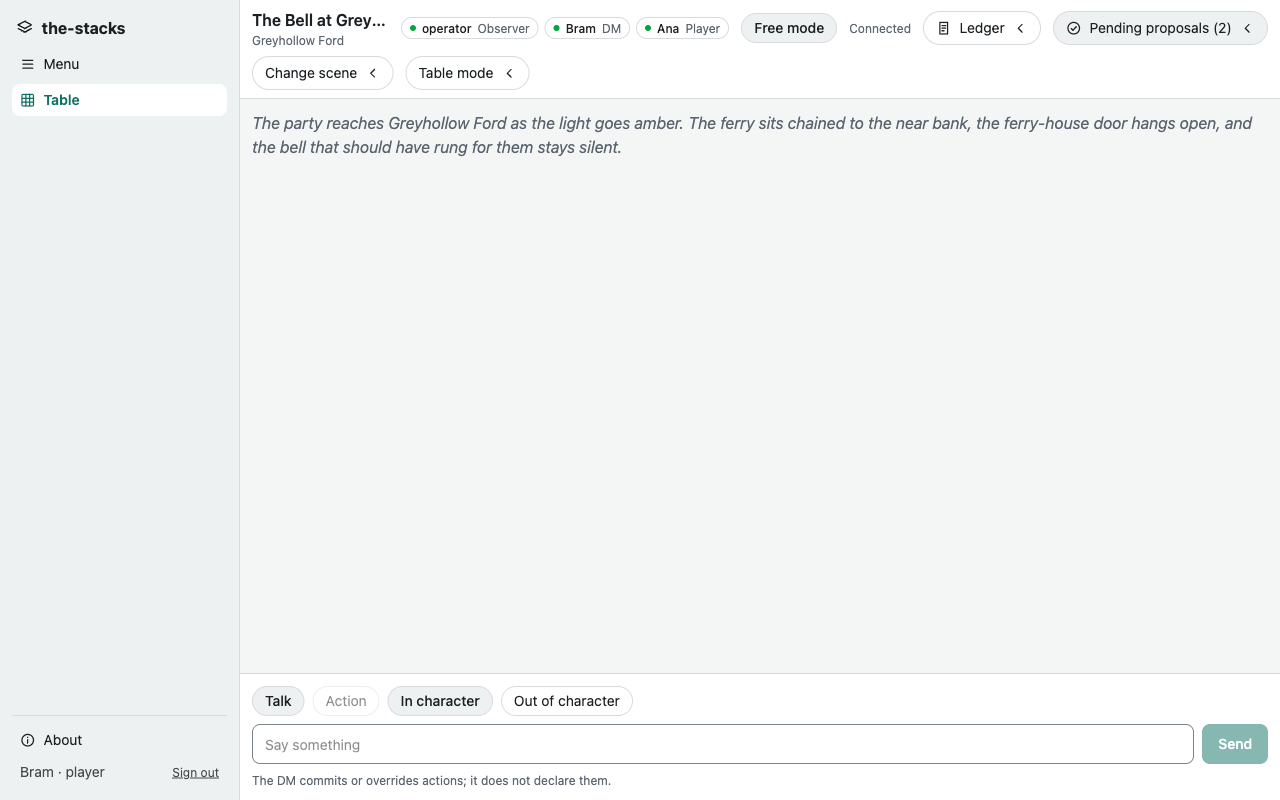 the-stacks
Menu
Table
The Bell at Grey...
Greyhollow Ford
operator Observer
Bram DM
Ana Player
Free mode
Connected
Ledger
Pending proposals (2)
Change scene
Table mode
The party reaches Greyhollow Ford as the light goes amber. The ferry sits chained to the near bank, the ferry-house door hangs open, and
the bell that should have rung for them stays silent.
Talk
Action
In character
Out of character
Say something
Send
The DM commits or overrides actions; it does not declare them.
About
Bram · player
Sign out